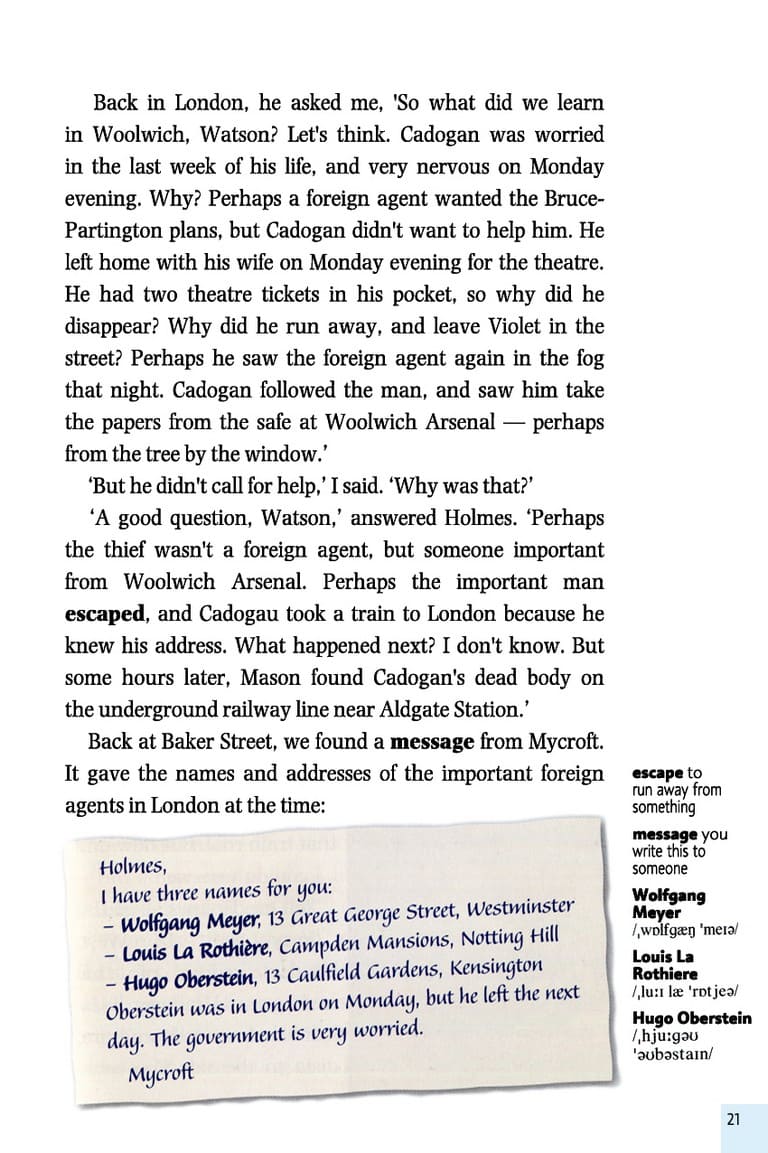 Back in London, he asked me, 'So what did we learn
in Woolwich, Watson? Let's think. Cadogan was worried
in the last week of his life, and very nervous on Monday
evening. Why? Perhaps a foreign agent wanted the Bruce-
Partington plans, but Cadogan didn't want to help him. He
left home with his wife on Monday evening for the theatre.
He had two theatre tickets in his pocket, so why did he
disappear? Why did he run away, and leave Violet in the
street? Perhaps he saw the foreign agent again in the fog
that night. Cadogan followed the man, and saw him take
the papers from the safe at Woolwich Arsenal — perhaps
from the tree by the window.’
‘But he didn't call for help,’ I said. ‘Why was that?’
‘A good question, Watson,’ answered Holmes. ‘Perhaps
the thief wasn't a foreign agent, but someone important
from Woolwich Arsenal. Perhaps the important man
escaped, and Cadogau took a train to London because he
knew his address. What happened next? I don't know. But
some hours later, Mason found Cadogan's dead body on
the underground railway line near Aldgate Station.’
Back at Baker Street, we found a message from Mycroft.
It gave the names and addresses of the important foreign
agents in London at the time:
Holmes,
I have three names for you:
– Wolfgang Meyer, 13 Great George Street, Westminster
– Louis La Rothière, Campden Mansions, Notting Hill
– Hugo Oberstein, 13 Caulfield Gardens, Kensington
Oberstein was in London on Monday, but he left the next
day. The government is very worried.
Mycroft
escape to
run away from
something
message you
write this to
someone
Wolfgang
Meyer
/ˌwɒlfgæŋ 'meɪə/
Louis La
Rothiere
/ˌluːɪ læ 'rɒtjeə/
Hugo Oberstein
/ˌhjuːgəʊ
'əʊbəstaɪn/
21